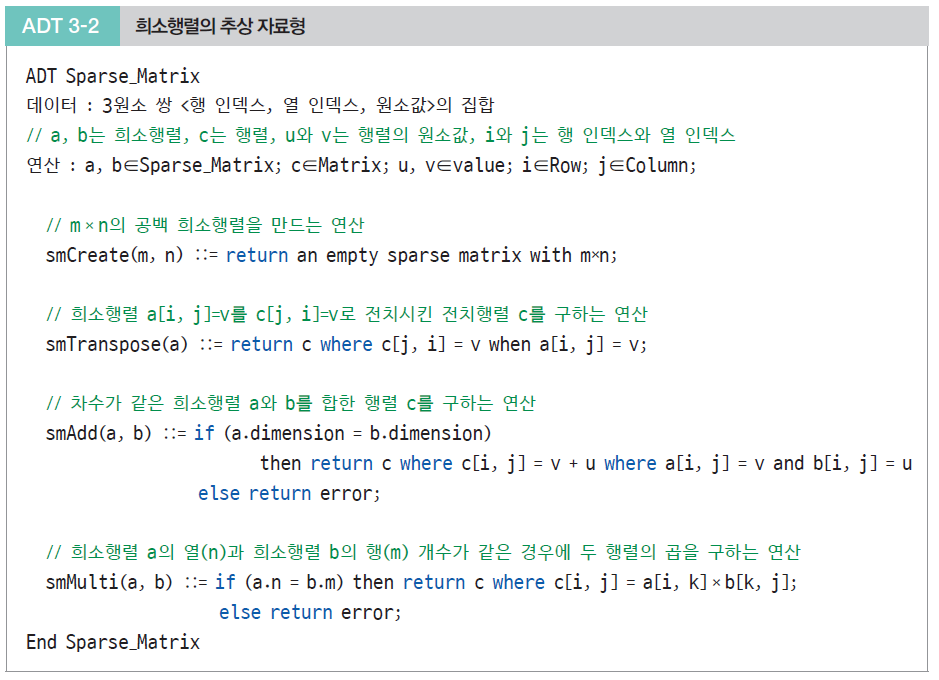 ADT 3-2 희소행렬의 추상 자료형
ADT Sparse_Matrix
데이터 : 3원소 쌍 <행 인덱스, 열 인덱스, 원소값>의 집합
// a, b는 희소행렬, c는 행렬, u와 v는 행렬의 원소값, i와 j는 행 인덱스와 열 인덱스
연산 : a, b∈Sparse_Matrix; c∈Matrix; u, v∈value; i∈Row; j∈Column;
// m×n의 공백 희소행렬을 만드는 연산
smCreate(m, n) ::= return an empty sparse matrix with m×n;
// 희소행렬 a[i, j]=v를 c[j, i]=v로 전치시킨 전치행렬 c를 구하는 연산
smTranspose(a) ::= return c where c[j, i] = v when a[i, j] = v;
// 차수가 같은 희소행렬 a와 b를 합한 행렬 c를 구하는 연산
smAdd(a, b) ::= if (a.dimension = b.dimension)
then return c where c[i, j] = v + u where a[i, j] = v and b[i, j] = u
else return error;
// 희소행렬 a의 열(n)과 희소행렬 b의 행(m) 개수가 같은 경우에 두 행렬의 곱을 구하는 연산
smMulti(a, b) ::= if (a.n = b.m) then return c where c[i, j] = a[i, k]×b[k, j];
else return error;
End Sparse_Matrix